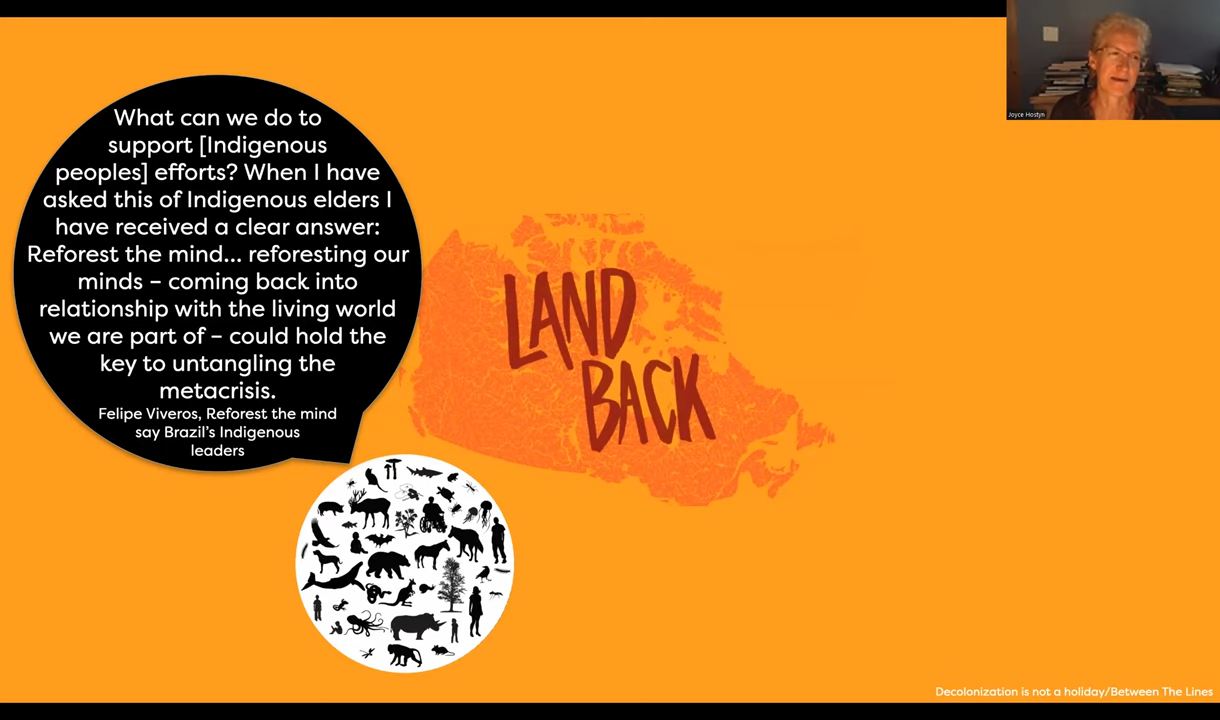 What can we do to
support [Indigenous
peoples] efforts? When I have
asked this of Indigenous elders I
have received a clear answer:
Reforest the mind... reforesting our
minds – coming back into
relationship with the living world
we are part of – could hold the
key to untangling the
metacrisis.
Felipe Viveros, Reforest the mind
say Brazil's Indigenous
leaders
LAND
BACK
Joyce Hostyn
Decolonization is not a holiday/Between The Lines